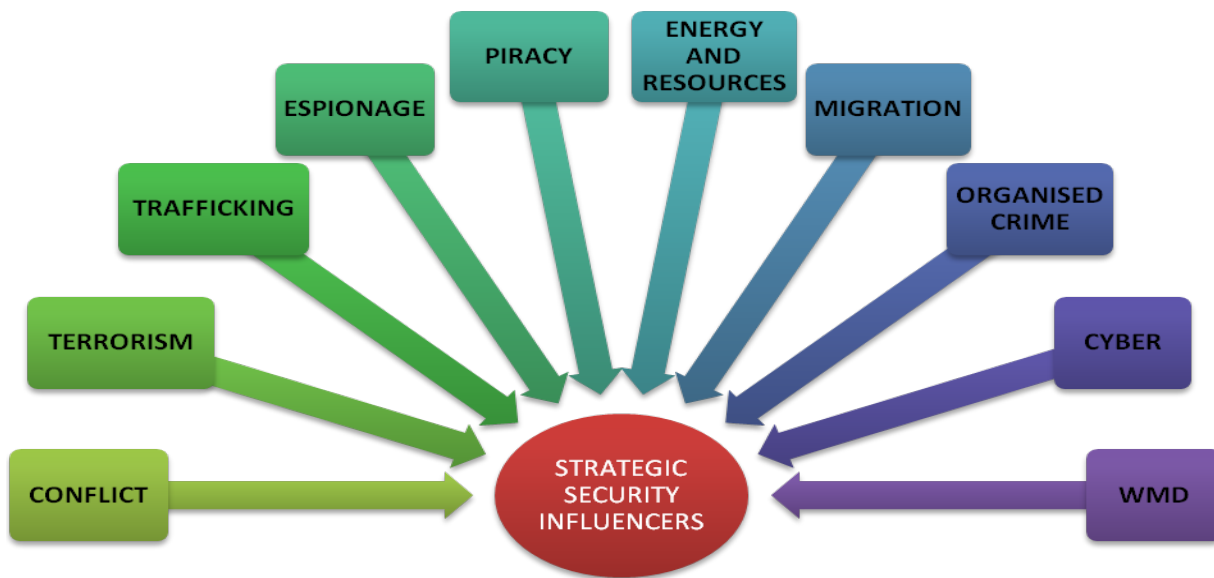 PIRACY
ENERGY
AND
RESOURCES
ESPIONAGE
MIGRATION
TRAFFICKING
ORGANISED
CRIME
TERRORISM
CYBER
CONFLICT
STRATEGIC
SECURITY
INFLUENCERS
WMD